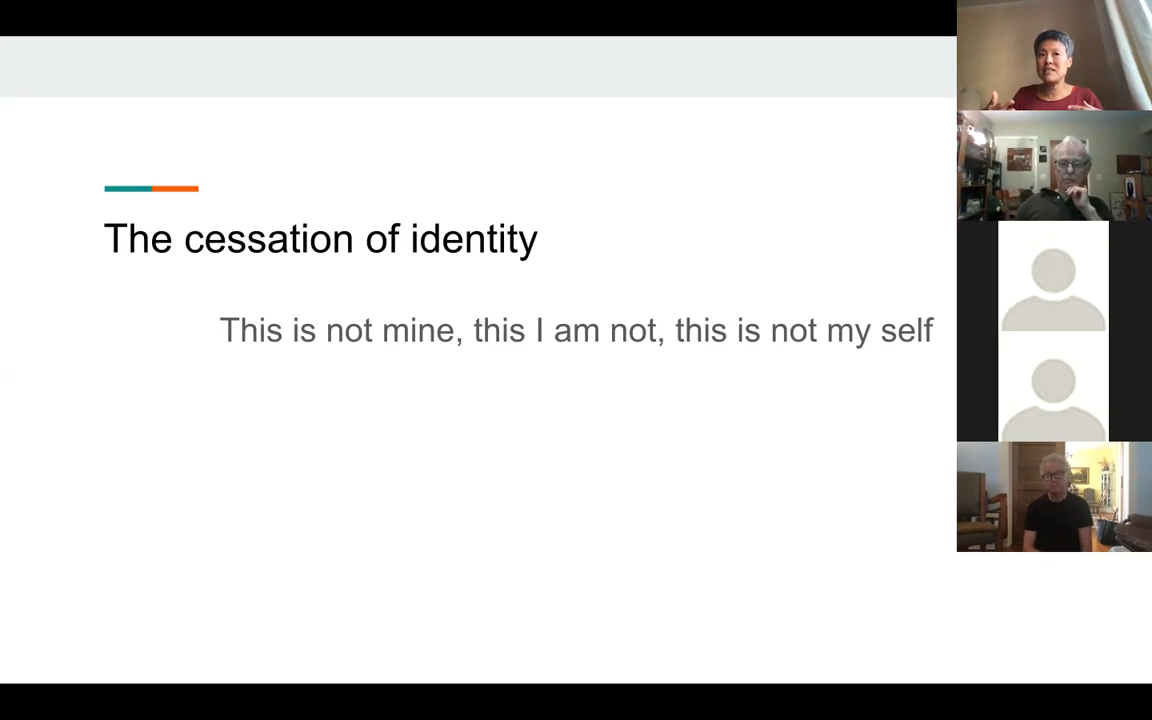 The cessation of identity
This is not mine, this I am not, this is not my self